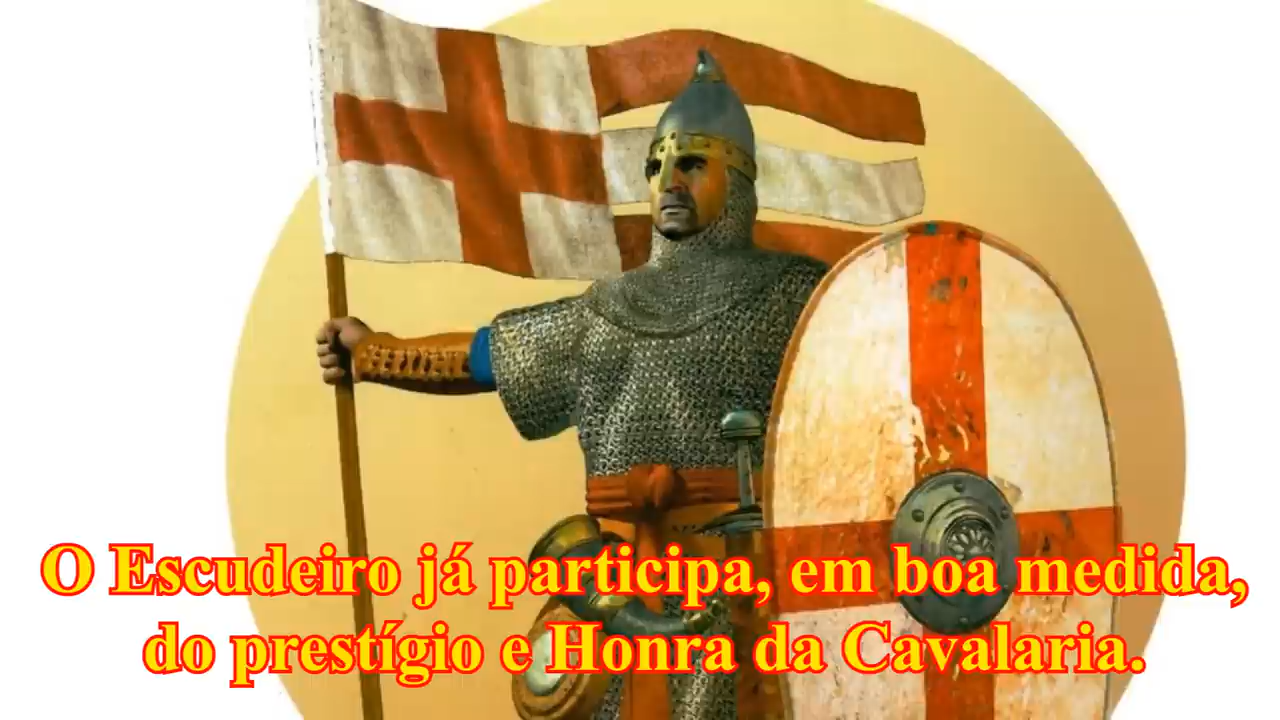 O Escudeiro já participa, em boa medida,
do prestígio e Honra da Cavalaria.